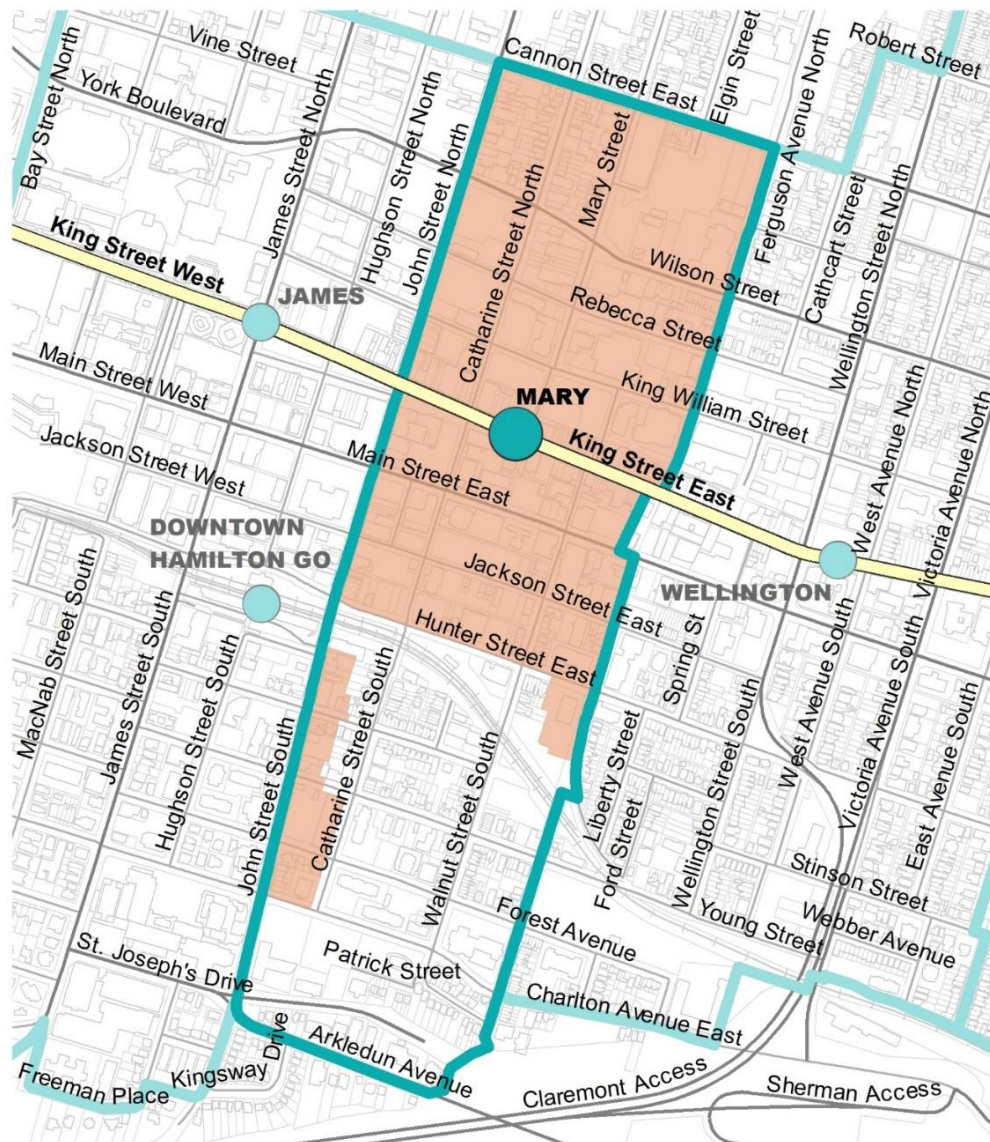 Vine Street
Cannon Street East
Elgin Street
Robert Street
York Boulevard
Bay Street North
James Street North
Hughson Street North
John Street North
Mary Street
Catharine Street North
Ferguson Avenue North
Cathcart Street
Wellington Street North
King Street West
Wilson Street
JAMES
Rebecca Street
King William Street
Main Street West
MARY
King Street East
Jackson Street West
Main Street East
West Avenue North
Victoria Avenue North
DOWNTOWN
HAMILTON GO
Jackson Street East
WELLINGTON
Hunter Street East
Spring St
MacNab Street South
James Street South
Hughson Street South
John Street South
Catharine Street South
Walnut Street South
Liberty Street
Ford Street
Wellington Street South
West Avenue South
Victoria Avenue South
East Avenue South
Stinson Street
Forest Avenue
Young Street
Webber Avenue
St. Joseph's Drive
Patrick Street
Charlton Avenue East
Arkledun Avenue
Kingsway Drive
Freeman Place
Claremont Access
Sherman Access